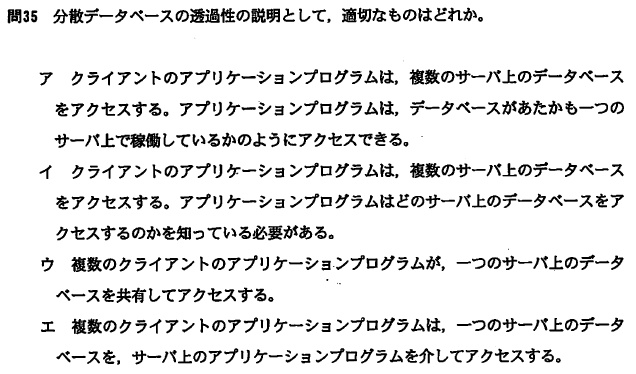 問35 分散データベースの透過性の説明として，適切なものはどれか。
ア クライアントのアプリケーションプログラムは，複数のサーバ上のデータベース
をアクセスする。アプリケーションプログラムは，データベースがあたかも一つの
サーバ上で稼働しているかのようにアクセスできる。
イ クライアントのアプリケーションプログラムは，複数のサーバ上のデータベース
をアクセスする。アプリケーションプログラムはどのサーバ上のデータベースをア
クセスするのかを知っている必要がある。
ウ 複数のクライアントのアプリケーションプログラムが，一つのサーバ上のデータ
ベースを共有してアクセスする。
エ 複数のクライアントのアプリケーションプログラムは，一つのサーバ上のデータ
ベースを，サーバ上のアプリケーションプログラムを介してアクセスする。